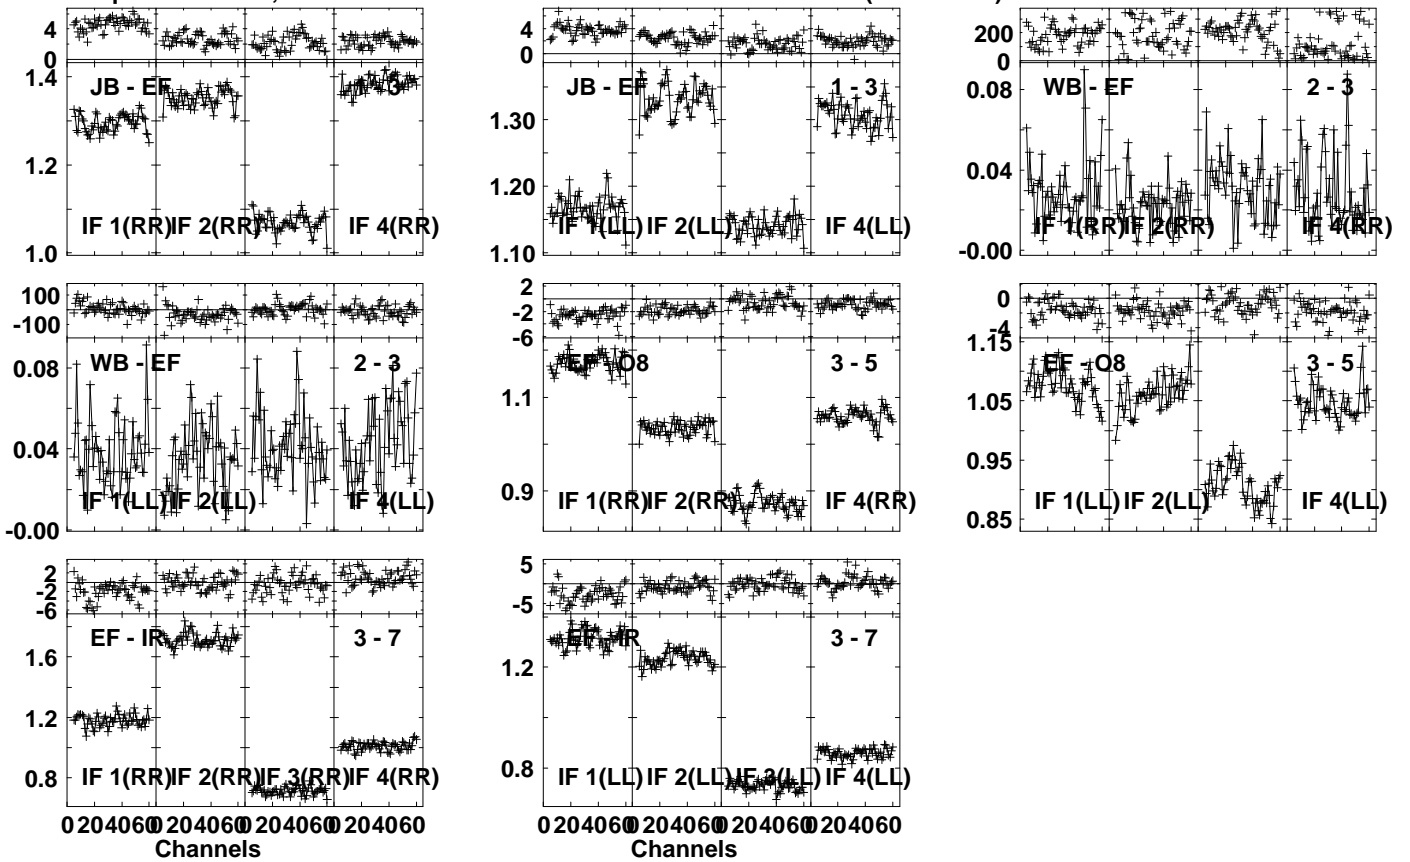 4 0 4 0 200 0
JB - EF 1 - 3 JB - EF 1 - 3 WB - EF 2 - 3
1.4 1.30 0.08
1.2 1.20 0.04
IF 1(RR) IF 2(RR) IF 4(RR) IF 1(LL) IF 2(LL) IF 4(LL) IF 1(RR) IF 2(RR) IF 4(RR)
1.0 1.10 -0.00
100 -100 2 -2 -6 0 -4
WB - EF 2 - 3 EF - O8 3 - 5 EF - O8 3 - 5
0.08 1.1 1.15
0.04 0.9 1.05
0.95
IF 1(LL) IF 2(LL) IF 4(LL) IF 1(RR) IF 2(RR) IF 4(RR) IF 1(LL) IF 2(LL) IF 4(LL)
-0.00 0.85
2 -2 -6 5 -5
EF - IR 3 - 7 EF - IR 3 - 7
1.6 1.2
1.2
0.8 IF 1(RR) IF 2(RR) IF 3(RR) IF 4(RR) 0.8 IF 1(LL) IF 2(LL) IF 3(LL) IF 4(LL)
0 20 40 60 0 20 40 60 0 20 40 60 0 20 40 60 0 20 40 60 0 20 40 60 0 20 40 60 0 20 40 60
Channels Channels